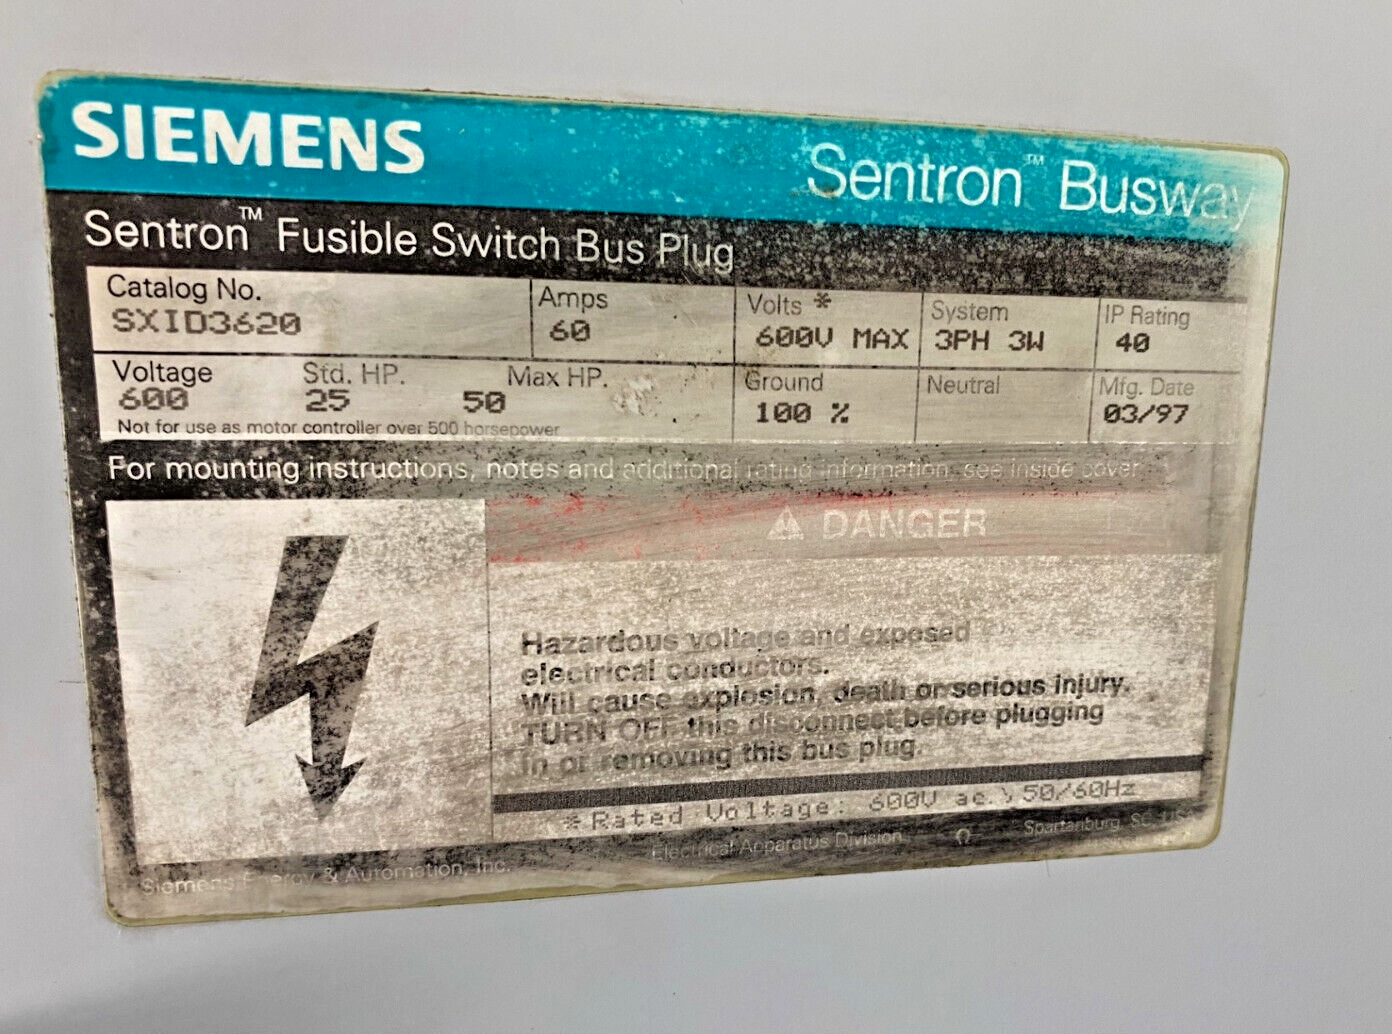 SIEMENS
Sentron™ Busway
Sentron™ Fusible Switch Bus Plug
Catalog No. Amps Volts * System IP Rating
SXID3620 60 600V MAX 3PH 3W 40
Voltage Std. HP. Max HP. Ground Neutral Mfg. Date
600 25 50 100 % 03/97
Not for use as motor controller over 500 horsepower
For mounting instructions, notes and additional rating information, see inside cover
⚠ DANGER
Hazardous voltage and exposed
electrical conductors.
Will cause explosion, death or serious injury.
TURN OFF this disconnect before plugging
in or removing this bus plug.
*Rated Voltage: 600V ac., 50/60Hz
Siemens Energy & Automation, Inc. Electrical Apparatus Division Spartanburg, SC, USA